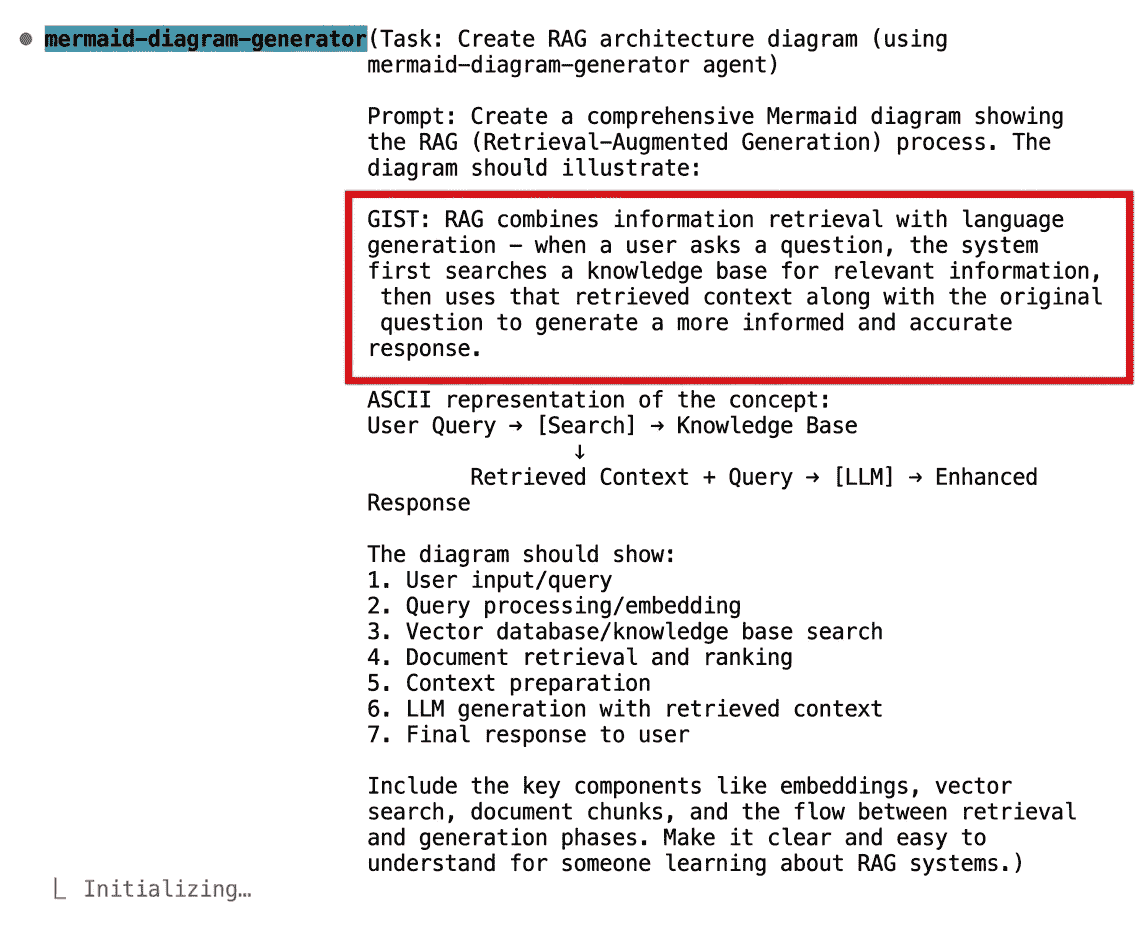 ● mermaid-diagram-generator(Task: Create RAG architecture diagram (using
mermaid-diagram-generator agent)
Prompt: Create a comprehensive Mermaid diagram showing
the RAG (Retrieval-Augmented Generation) process. The
diagram should illustrate:
GIST: RAG combines information retrieval with language
generation – when a user asks a question, the system
first searches a knowledge base for relevant information,
then uses that retrieved context along with the original
question to generate a more informed and accurate
response.
ASCII representation of the concept:
User Query → [Search] → Knowledge Base
↓
Retrieved Context + Query → [LLM] → Enhanced
Response
The diagram should show:
1. User input/query
2. Query processing/embedding
3. Vector database/knowledge base search
4. Document retrieval and ranking
5. Context preparation
6. LLM generation with retrieved context
7. Final response to user
Include the key components like embeddings, vector
search, document chunks, and the flow between retrieval
and generation phases. Make it clear and easy to
understand for someone learning about RAG systems.)
⎿ Initializing…